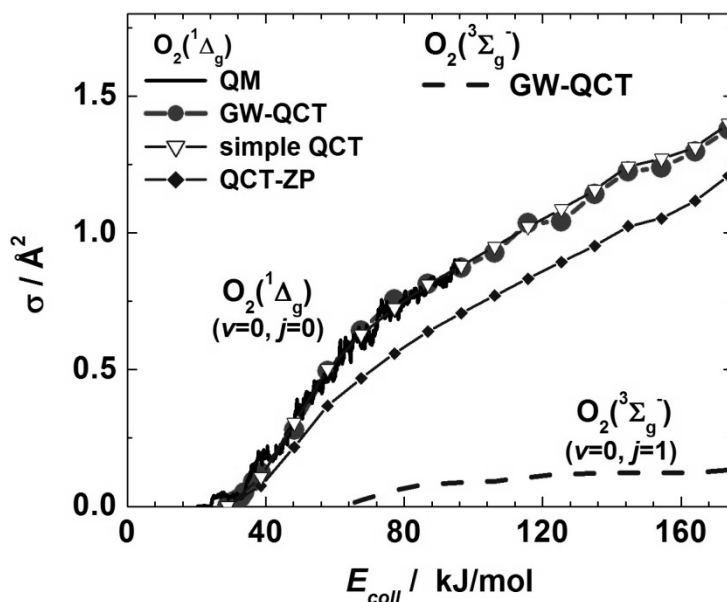 O₂(¹Δg)
QM
GW-QCT
simple QCT
QCT-ZP
O₂(³Σg⁻)
GW-QCT
O₂(¹Δg)
(v=0, j=0)
O₂(³Σg⁻)
(v=0, j=1)
σ / Å²
1.5
1.0
0.5
0.0
0 40 80 120 160
E_coll / kJ/mol